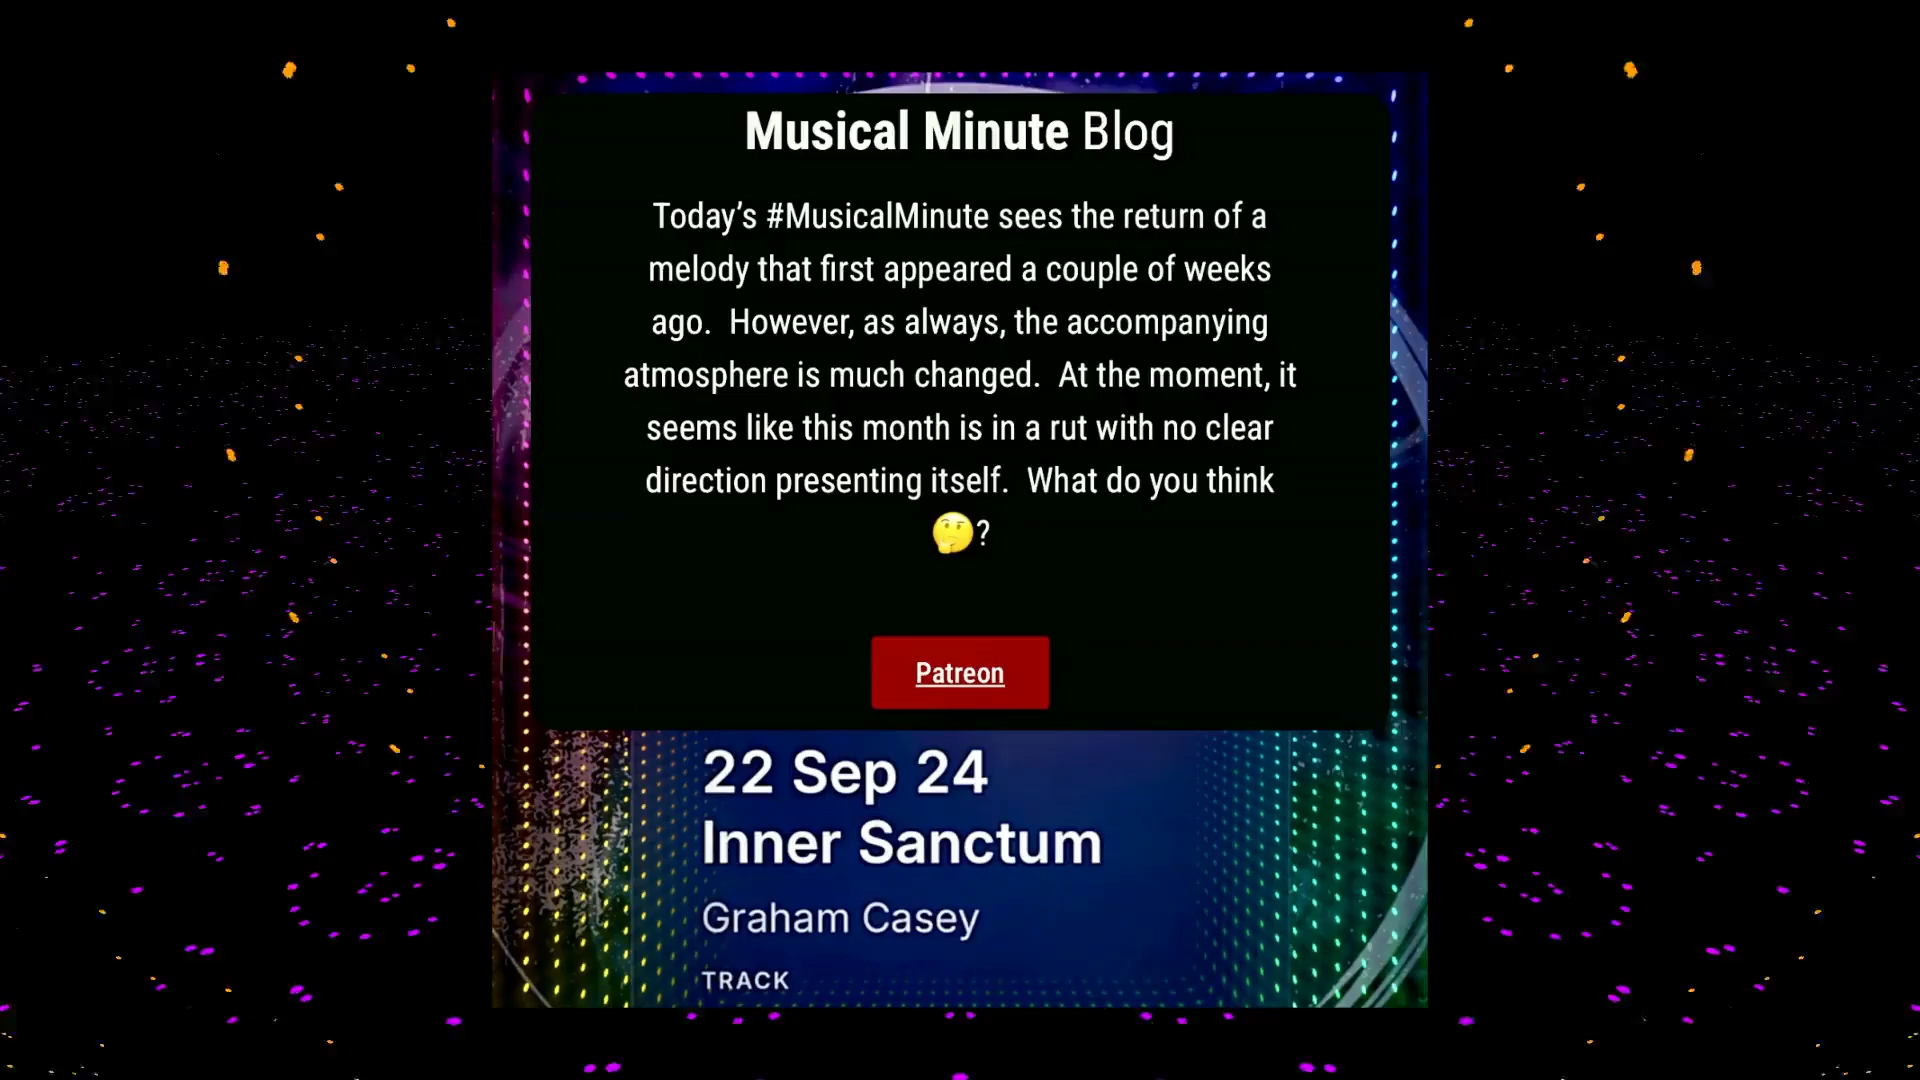 Musical Minute Blog
Today’s #MusicalMinute sees the return of a
melody that first appeared a couple of weeks
ago.  However, as always, the accompanying
atmosphere is much changed.  At the moment, it
seems like this month is in a rut with no clear
direction presenting itself.  What do you think
🤔?
Patreon
22 Sep 24
Inner Sanctum
Graham Casey
TRACK